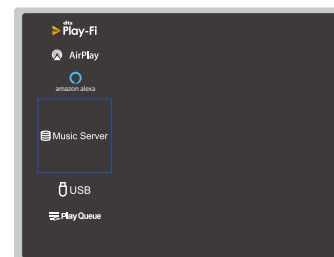 dts
Play-Fi
AirPlay
amazon alexa
Music Server
USB
Play Queue